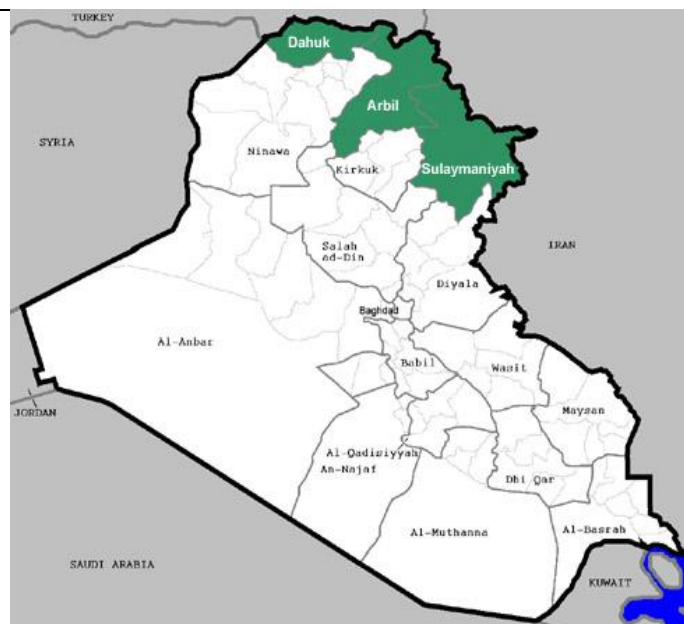 TURKEY
Dahuk
Arbil
SYRIA
Ninawa
Kirkuk
Sulaymaniyah
Salah
ad-Din
IRAN
Diyala
Baghdad
Al-Anbar
Babil
Wasit
JORDAN
Maysan
Al-Qadisiyyah
An-Najaf
Dhi Qar
Al-Muthanna
Al-Basrah
SAUDI ARABIA
KUWAIT